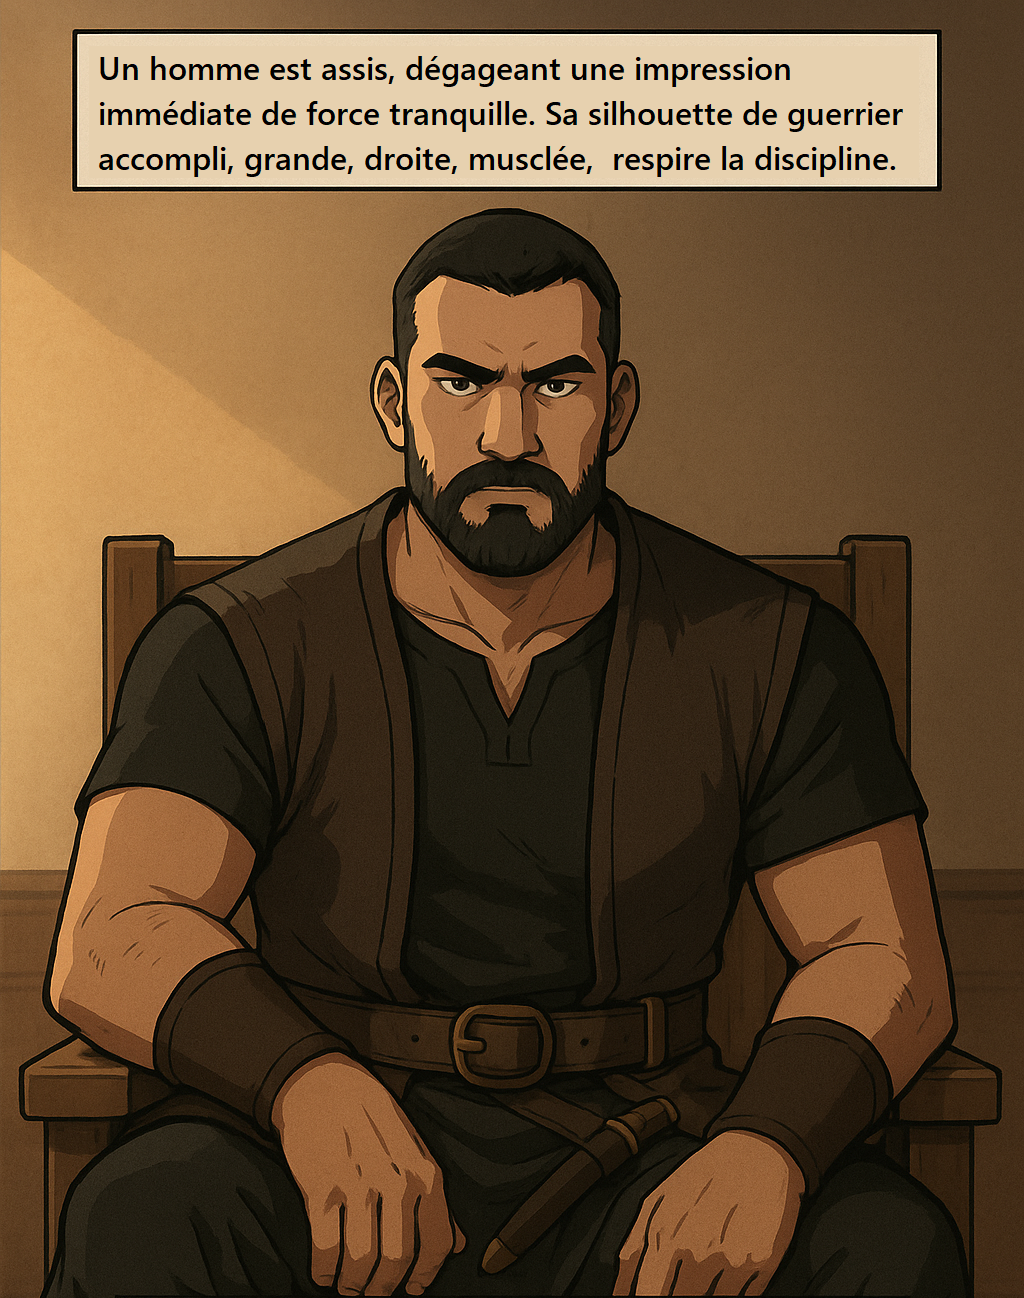 Un homme est assis, dégageant une impression
immédiate de force tranquille. Sa silhouette de guerrier
accompli, grande, droite, musclée,  respire la discipline.